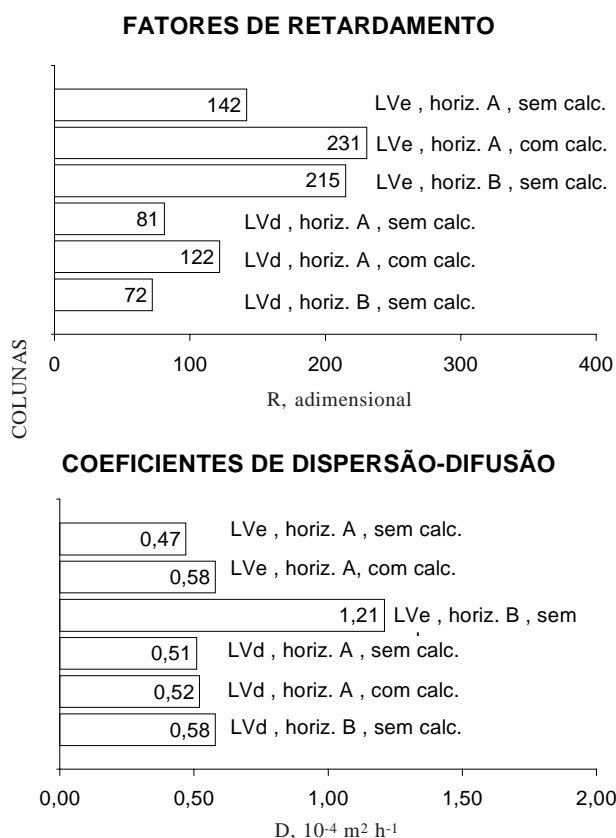 FATORES DE RETARDAMENTO
142 LVe , horiz. A , sem calc.
231 LVe , horiz. A , com calc.
215 LVe , horiz. B , sem calc.
81 LVd , horiz. A , sem calc.
122 LVd , horiz. A , com calc.
72 LVd , horiz. B , sem calc.
0 100 200 300 400
R, adimensional
COLUNAS
COEFICIENTES DE DISPERSÃO-DIFUSÃO
0,47 LVe , horiz. A , sem calc.
0,58 LVe , horiz. A, com calc.
1,21 LVe , horiz. B , sem
0,51 LVd , horiz. A , sem calc.
0,52 LVd , horiz. A , com calc.
0,58 LVd , horiz. B , sem calc.
0,00 0,50 1,00 1,50 2,00
D, 10⁻⁴ m² h⁻¹